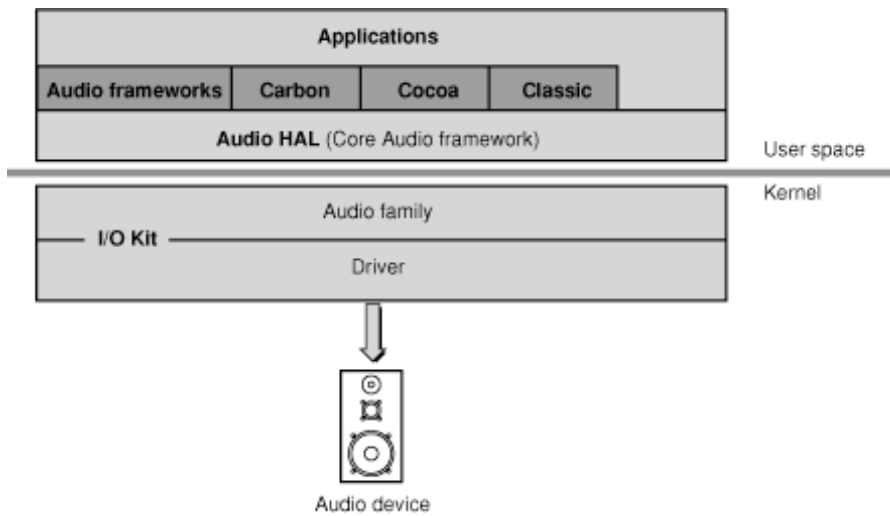 Applications
Audio frameworks Carbon Cocoa Classic
Audio HAL (Core Audio framework)
User space
Kernel
Audio family
I/O Kit
Driver
Audio device